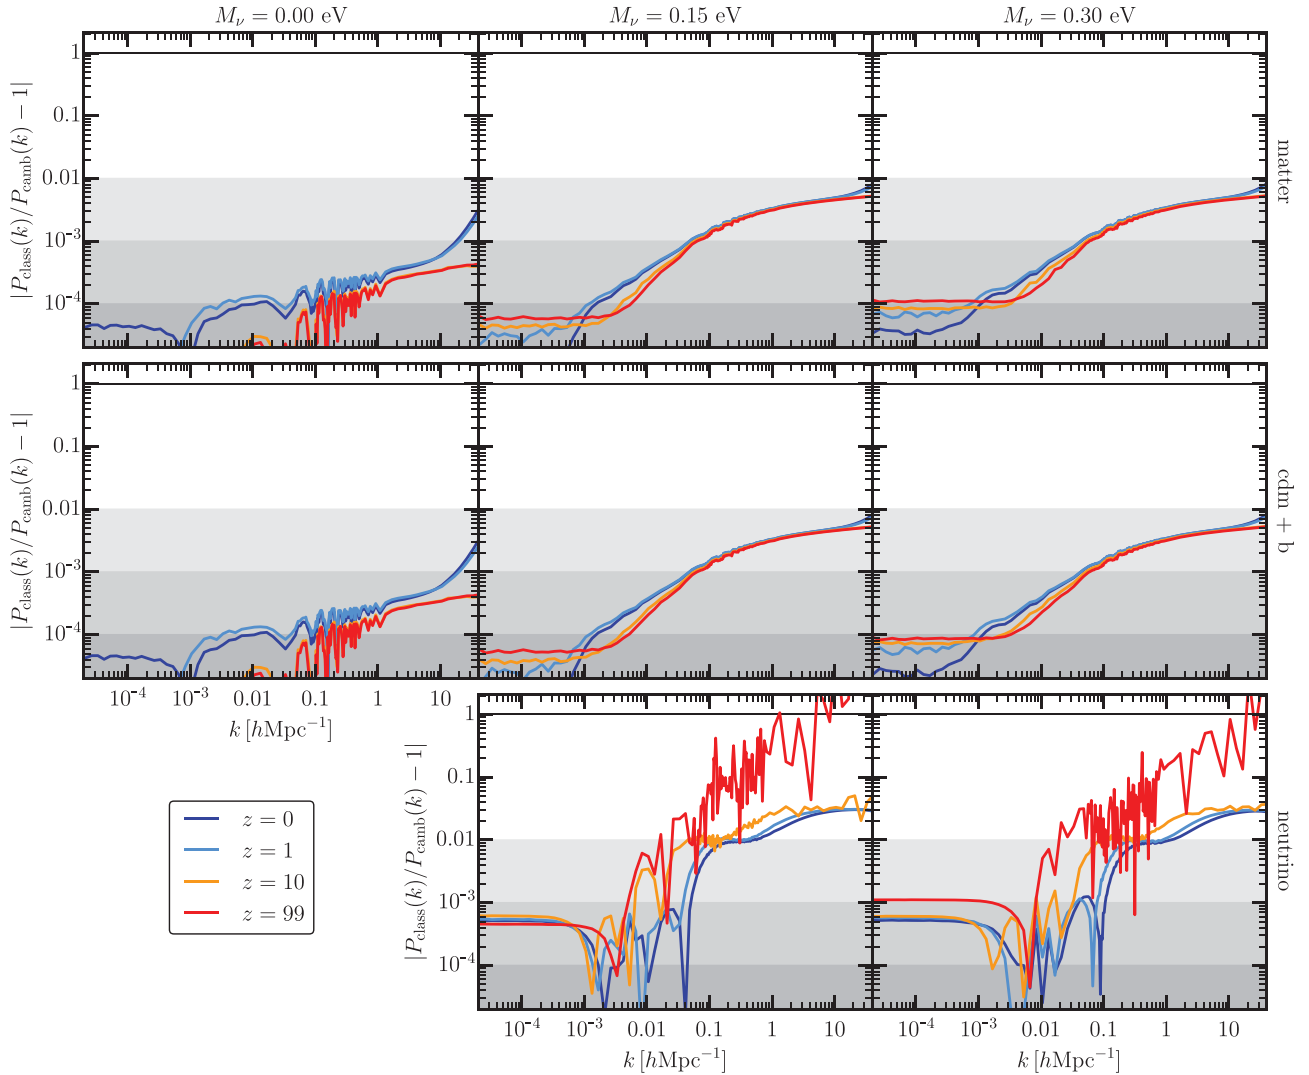 M_ν = 0.00 eV
M_ν = 0.15 eV
M_ν = 0.30 eV
|P_class(k)/P_camb(k) − 1|
1
0.1
0.01
10⁻³
10⁻⁴
matter
|P_class(k)/P_camb(k) − 1|
1
0.1
0.01
10⁻³
10⁻⁴
cdm + b
10⁻⁴ 10⁻³ 0.01 0.1 1 10
k [hMpc⁻¹]
|P_class(k)/P_camb(k) − 1|
1
0.1
0.01
10⁻³
10⁻⁴
neutrino
z = 0
z = 1
z = 10
z = 99
10⁻⁴ 10⁻³ 0.01 0.1 1 10
10⁻⁴ 10⁻³ 0.01 0.1 1 10
k [hMpc⁻¹]
k [hMpc⁻¹]